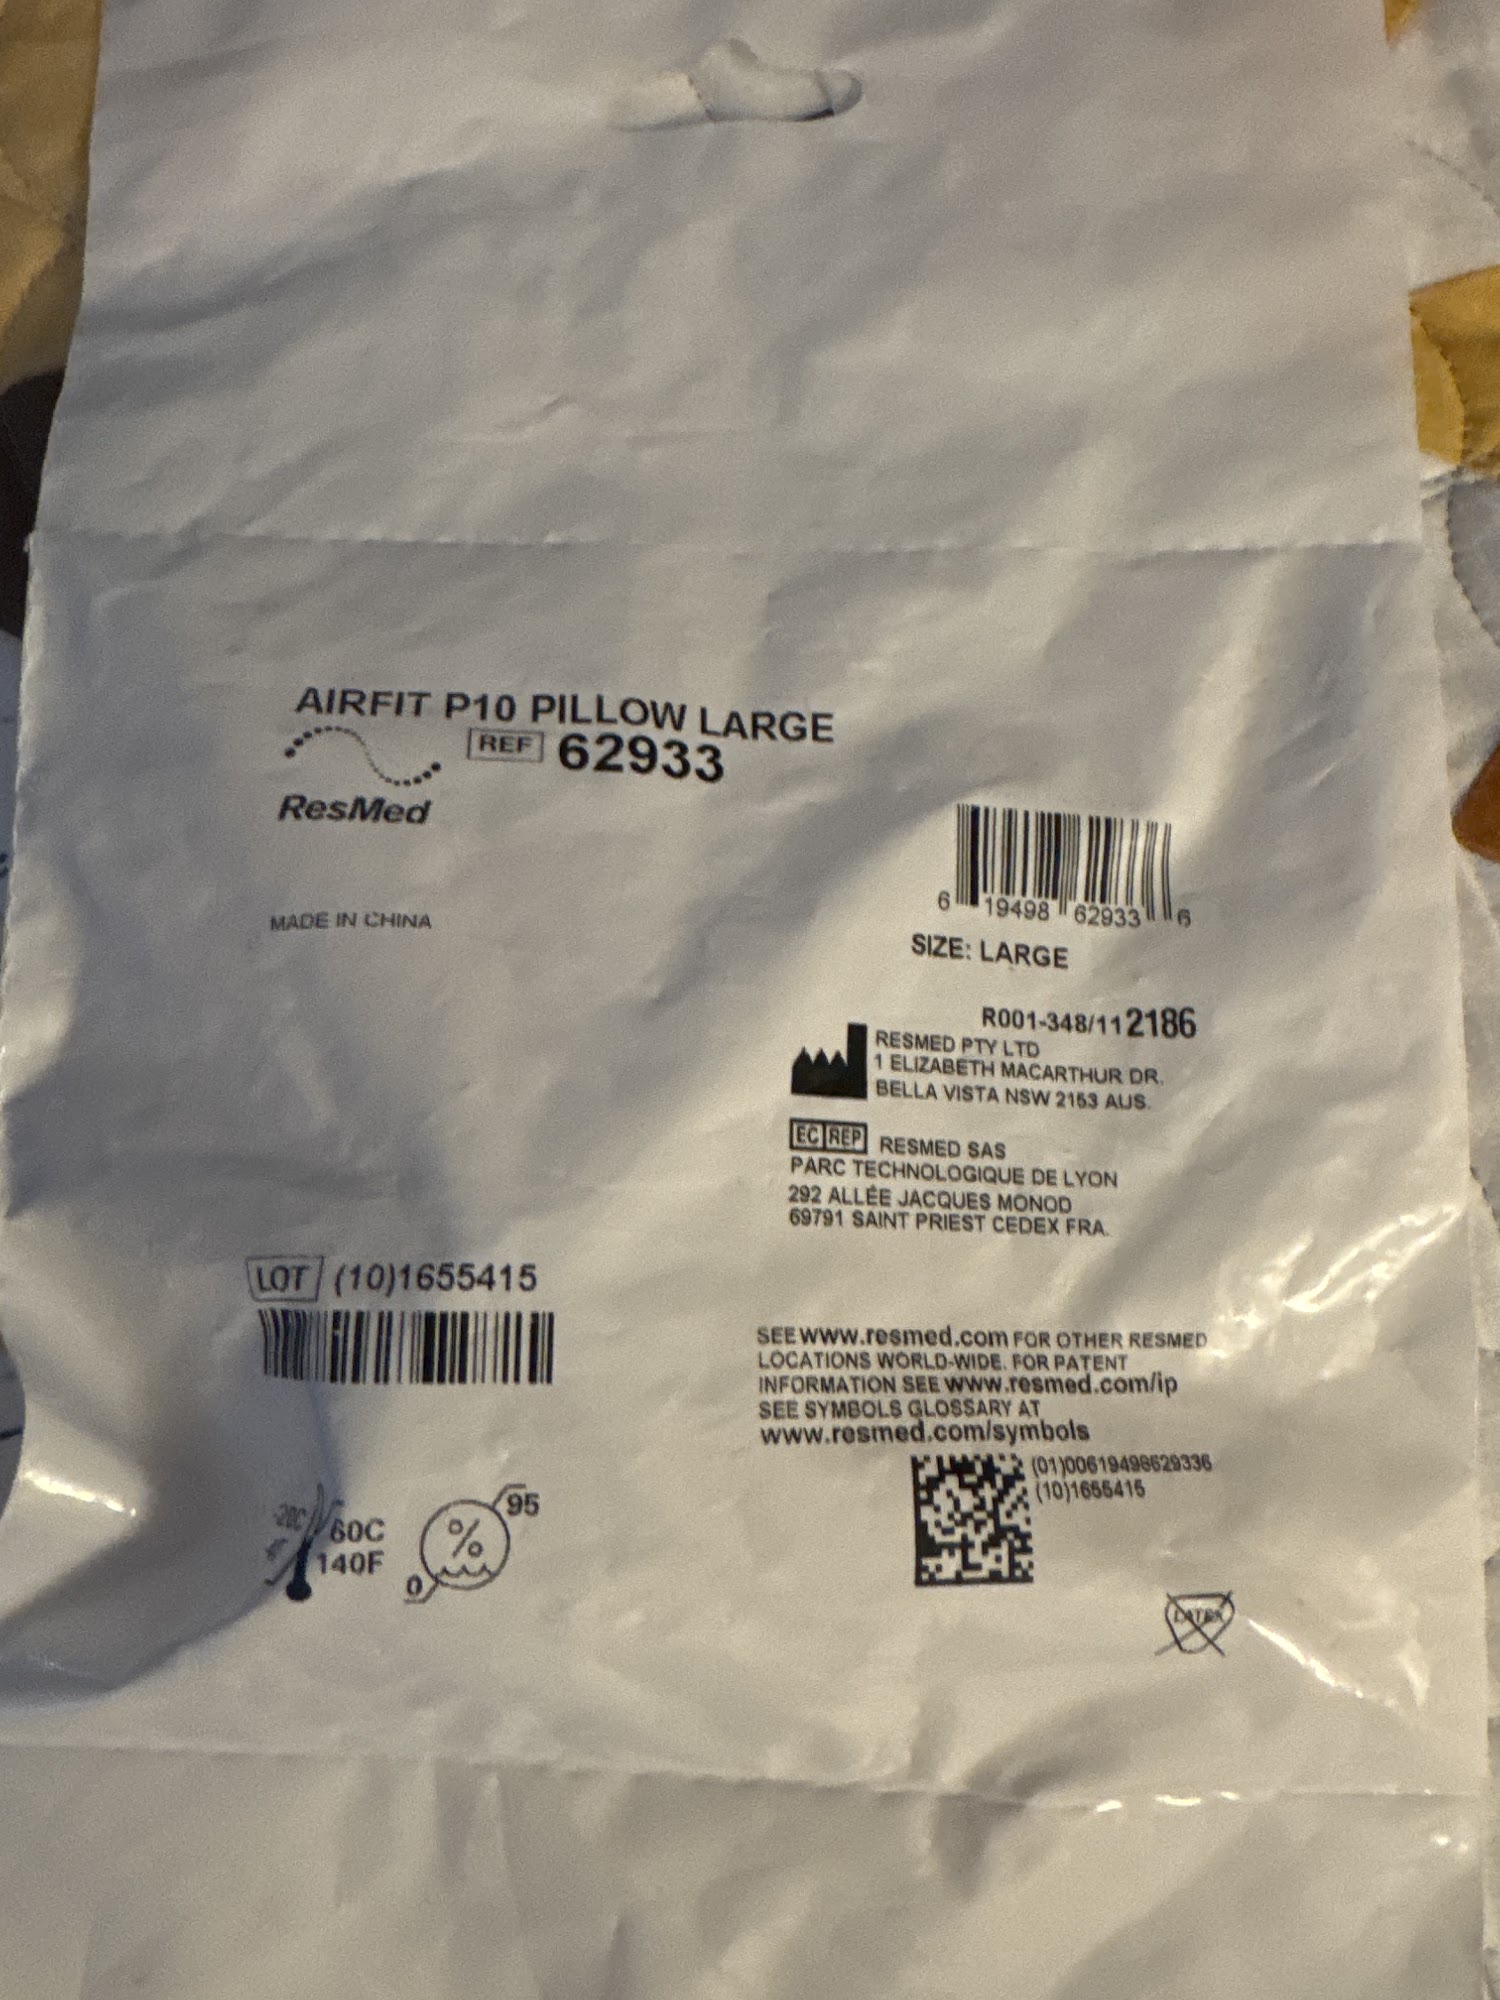 AIRFIT P10 PILLOW LARGE
REF 62933
ResMed
6 19498 62933 6
MADE IN CHINA
SIZE: LARGE
R001-348/11 2186
RESMED PTY LTD
1 ELIZABETH MACARTHUR DR.
BELLA VISTA NSW 2153 AUS.
EC REP RESMED SAS
PARC TECHNOLOGIQUE DE LYON
292 ALLÉE JACQUES MONOD
69791 SAINT PRIEST CEDEX FRA.
LOT (10)1655415
SEE www.resmed.com FOR OTHER RESMED
LOCATIONS WORLD-WIDE. FOR PATENT
INFORMATION SEE www.resmed.com/ip
SEE SYMBOLS GLOSSARY AT
www.resmed.com/symbols
(01)00619498629336
(10)1655415
-20C 60C
140F
95
%
0
LATEX